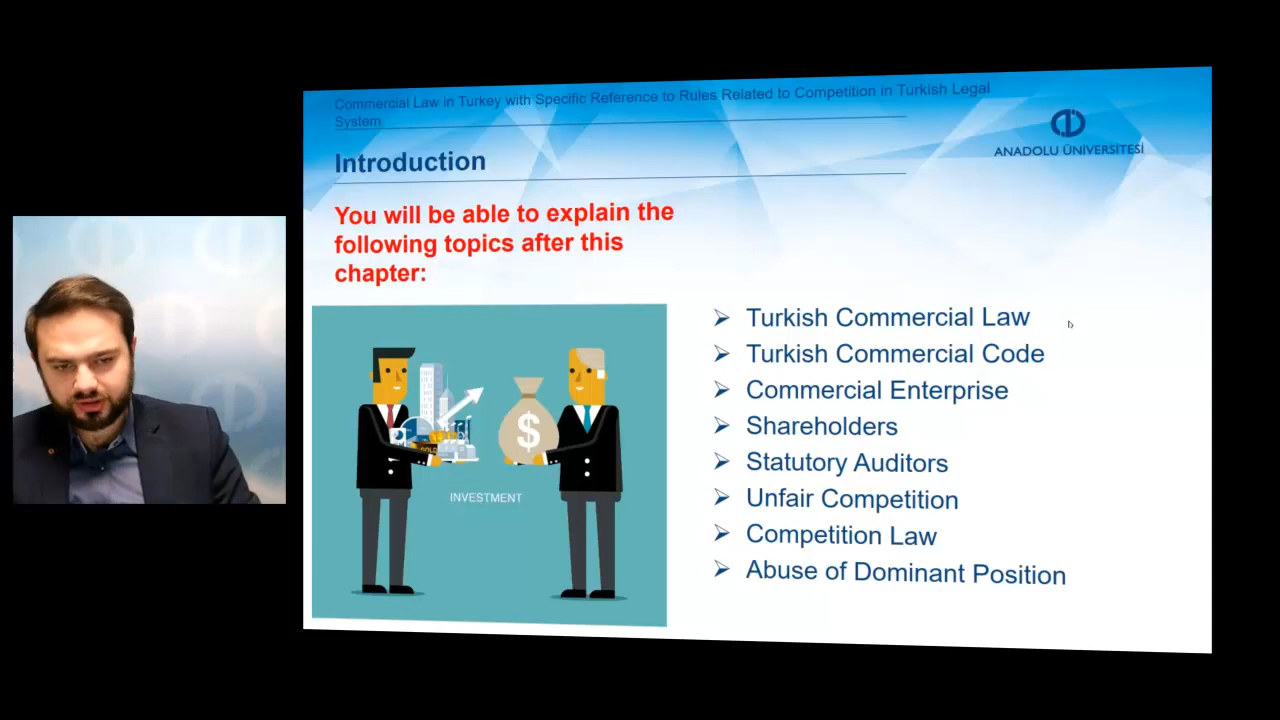 Commercial Law in Turkey with Specific Reference to Rules Related to Competition in Turkish Legal
System
ANADOLU ÜNİVERSİTESİ
Introduction
You will be able to explain the
following topics after this
chapter:
$
GOLD
INVESTMENT
Turkish Commercial Law
Turkish Commercial Code
Commercial Enterprise
Shareholders
Statutory Auditors
Unfair Competition
Competition Law
Abuse of Dominant Position